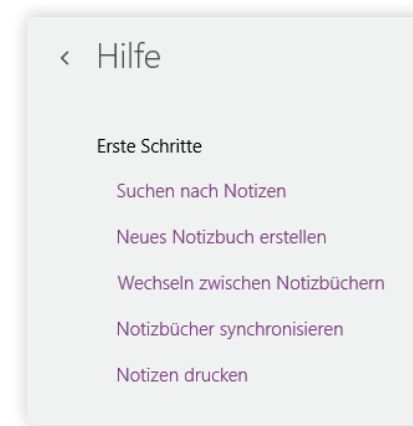 Hilfe
Erste Schritte
Suchen nach Notizen
Neues Notizbuch erstellen
Wechseln zwischen Notizbüchern
Notizbücher synchronisieren
Notizen drucken